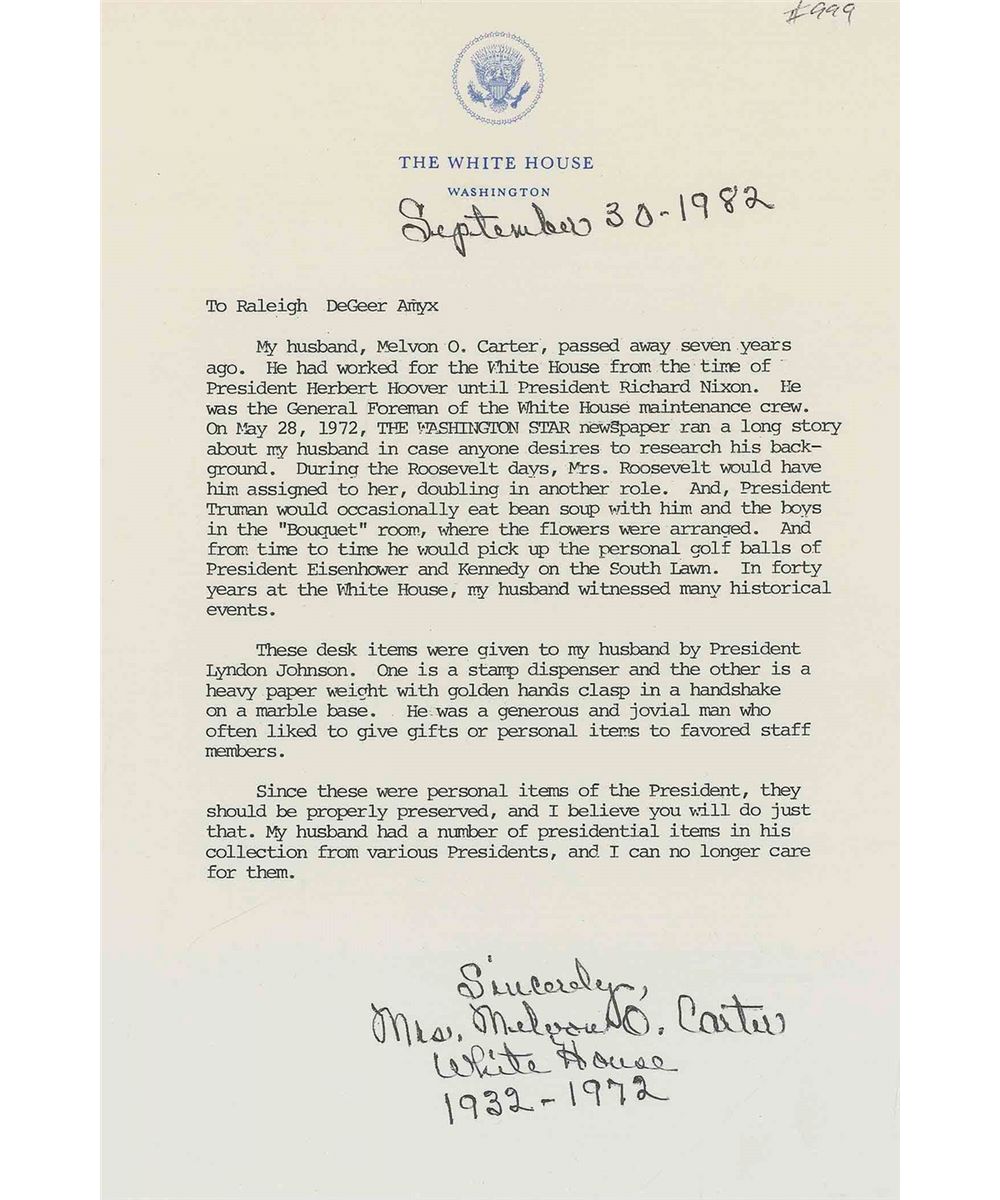 #999
THE WHITE HOUSE
WASHINGTON
September 30-1982
To Raleigh DeGeer Amyx
My husband, Melvon O. Carter, passed away seven years
ago. He had worked for the White House from the time of
President Herbert Hoover until President Richard Nixon. He
was the General Foreman of the White House maintenance crew.
On May 28, 1972, THE WASHINGTON STAR newSpaper ran a long story
about my husband in case anyone desires to research his back-
ground. During the Roosevelt days, Mrs. Roosevelt would have
him assigned to her, doubling in another role. And, President
Truman would occasionally eat bean soup with him and the boys
in the "Bouquet" room, where the flowers were arranged. And
from time to time he would pick up the personal golf balls of
President Eisenhower and Kennedy on the South Lawn. In forty
years at the White House, my husband witnessed many historical
events.
These desk items were given to my husband by President
Lyndon Johnson. One is a stamp dispenser and the other is a
heavy paper weight with golden hands clasp in a handshake
on a marble base. He was a generous and jovial man who
often liked to give gifts or personal items to favored staff
members.
Since these were personal items of the President, they
should be properly preserved, and I believe you will do just
that. My husband had a number of presidential items in his
collection from various Presidents, and I can no longer care
for them.
Sincerely,
Mrs. Melvon O. Carter
White House
1932-1972